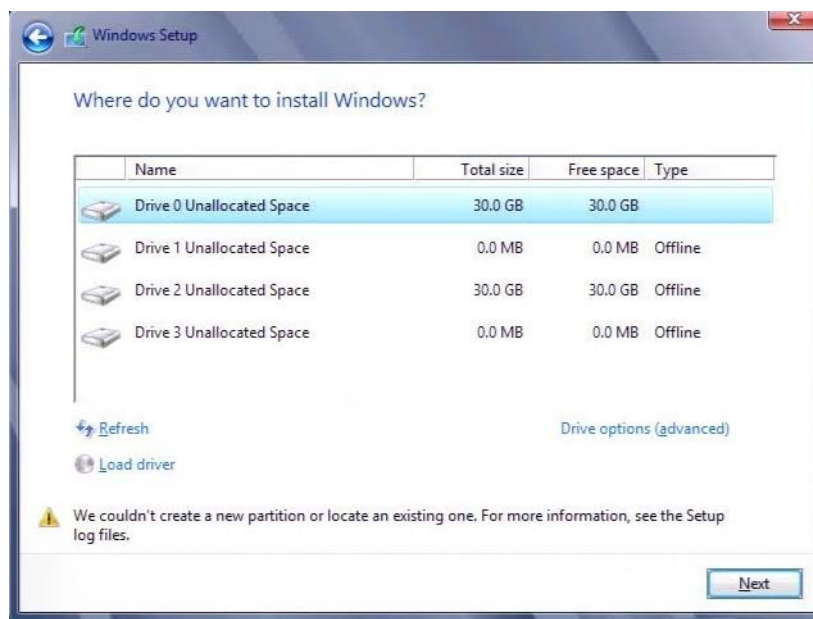 Windows Setup
Where do you want to install Windows?
Name Total size Free space Type
Drive 0 Unallocated Space 30.0 GB 30.0 GB
Drive 1 Unallocated Space 0.0 MB 0.0 MB Offline
Drive 2 Unallocated Space 30.0 GB 30.0 GB Offline
Drive 3 Unallocated Space 0.0 MB 0.0 MB Offline
Refresh Drive options (advanced)
Load driver
We couldn't create a new partition or locate an existing one. For more information, see the Setup
log files.
Next